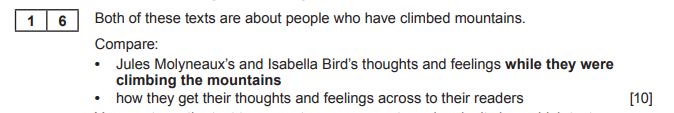 1 6 Both of these texts are about people who have climbed mountains.
Compare:
• Jules Molyneaux’s and Isabella Bird’s thoughts and feelings while they were
climbing the mountains
• how they get their thoughts and feelings across to their readers [10]